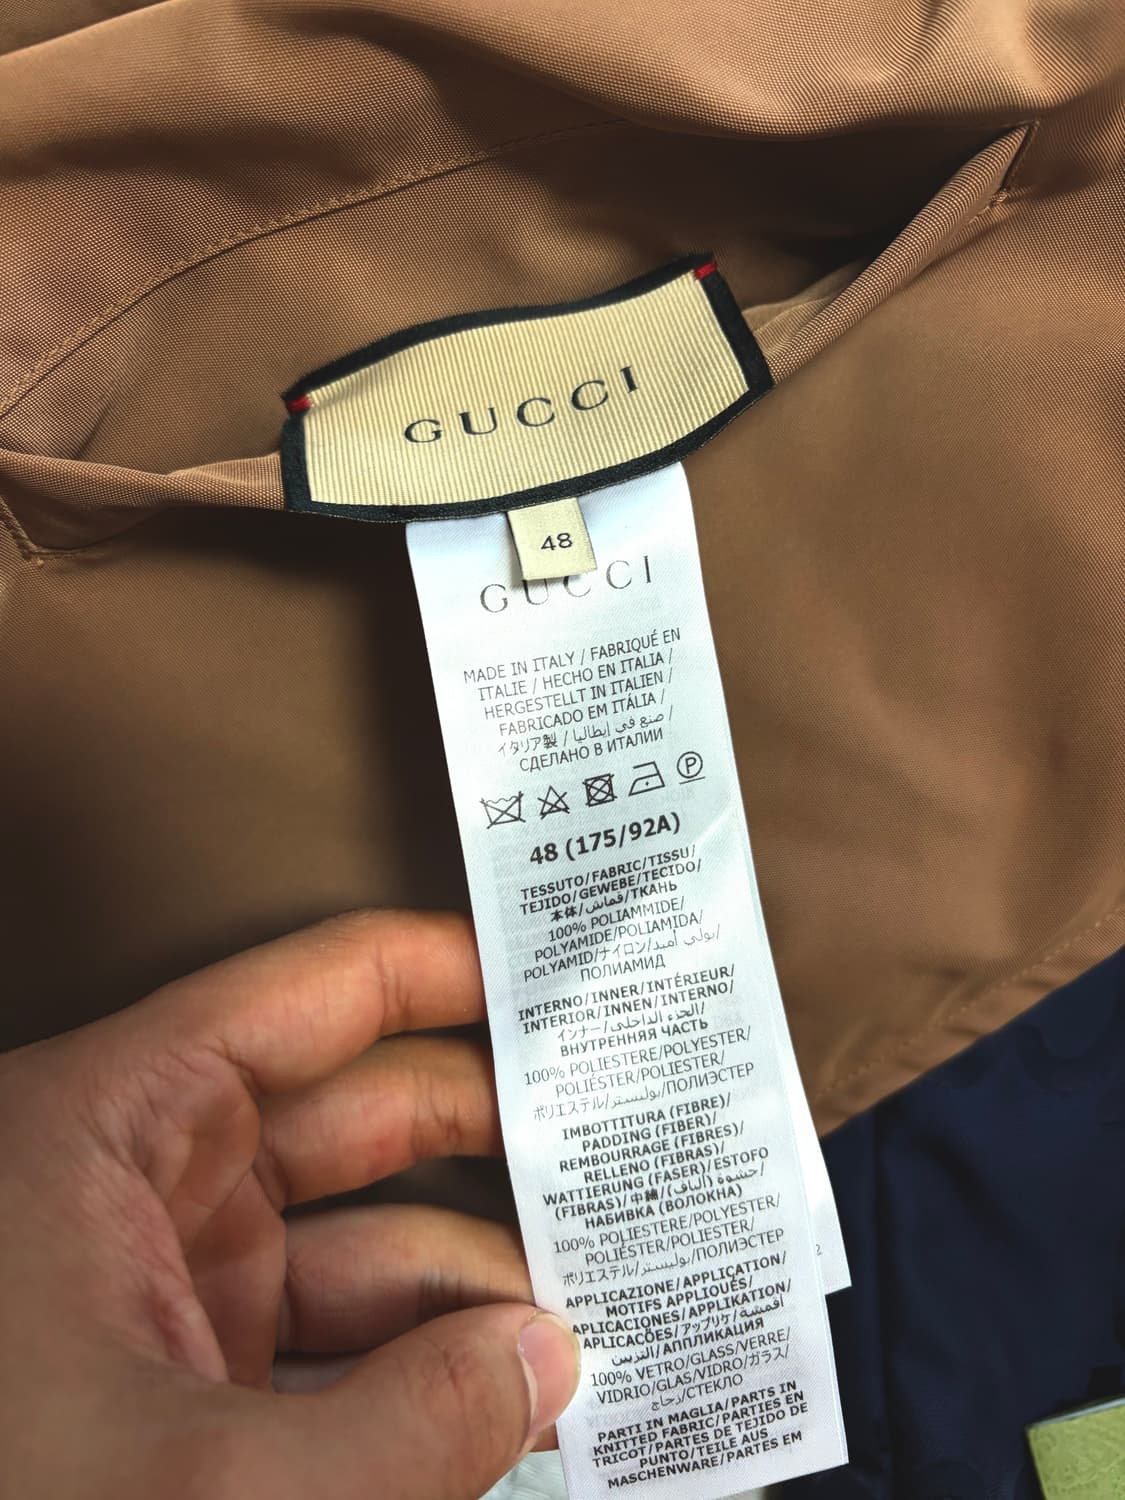 GUCCI
48
GUCCI
MADE IN ITALY / FABRIQUÉ EN
ITALIE / HECHO EN ITALIA /
HERGESTELLT IN ITALIEN /
FABRICADO EM ITÁLIA /
イタリア製 / صنع في إيطاليا /
СДЕЛАНО В ИТАЛИИ
P
48 (175/92A)
TESSUTO/FABRIC/TISSU/
TEJIDO/GEWEBE/TECIDO/
本体/قماش/ТКАНЬ
100% POLIAMMIDE/
POLYAMIDE/POLIAMIDA/
POLYAMID/ナイロン/بولي أميد/
ПОЛИАМИД
INTERNO/INNER/INTÉRIEUR/
INTERIOR/INNEN/INTERNO/
インナー/الجزء الداخلي/
ВНУТРЕННЯЯ ЧАСТЬ
100% POLIESTERE/POLYESTER/
POLIÉSTER/POLIESTER/
ポリエステル/بوليستر/ПОЛИЭСТЕР
IMBOTTITURA (FIBRE)/
PADDING (FIBER)/
REMBOURRAGE (FIBRES)/
RELLENO (FIBRAS)/
WATTIERUNG (FASER)/ESTOFO
(FIBRAS)/中綿/حشوة (ألياف)/
НАБИВКА (ВОЛОКНА)
100% POLIESTERE/POLYESTER/
POLIÉSTER/POLIESTER/
ポリエステル/بوليستر/ПОЛИЭСТЕР
APPLICAZIONE/APPLICATION/
MOTIFS APPLIQUÉS/
APLICACIONES/APPLIKATION/
APLICAÇÕES/アップリケ/أقمشة
التزيين/АППЛИКАЦИЯ
100% VETRO/GLASS/VERRE/
VIDRIO/GLAS/VIDRO/ガラス/
زجاج/СТЕКЛО
PARTI IN MAGLIA/PARTS IN
KNITTED FABRIC/PARTIES EN
TRICOT/PARTES DE TEJIDO DE
PUNTO/TEILE AUS
MASCHENWARE/PARTES EM
2